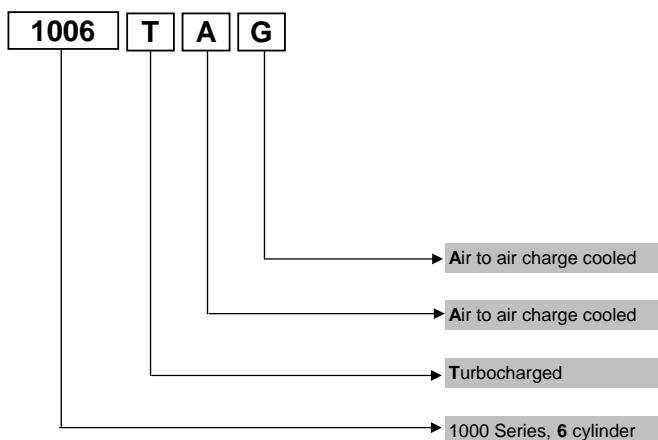 1006 T A G
Air to air charge cooled
Air to air charge cooled
Turbocharged
1000 Series, 6 cylinder